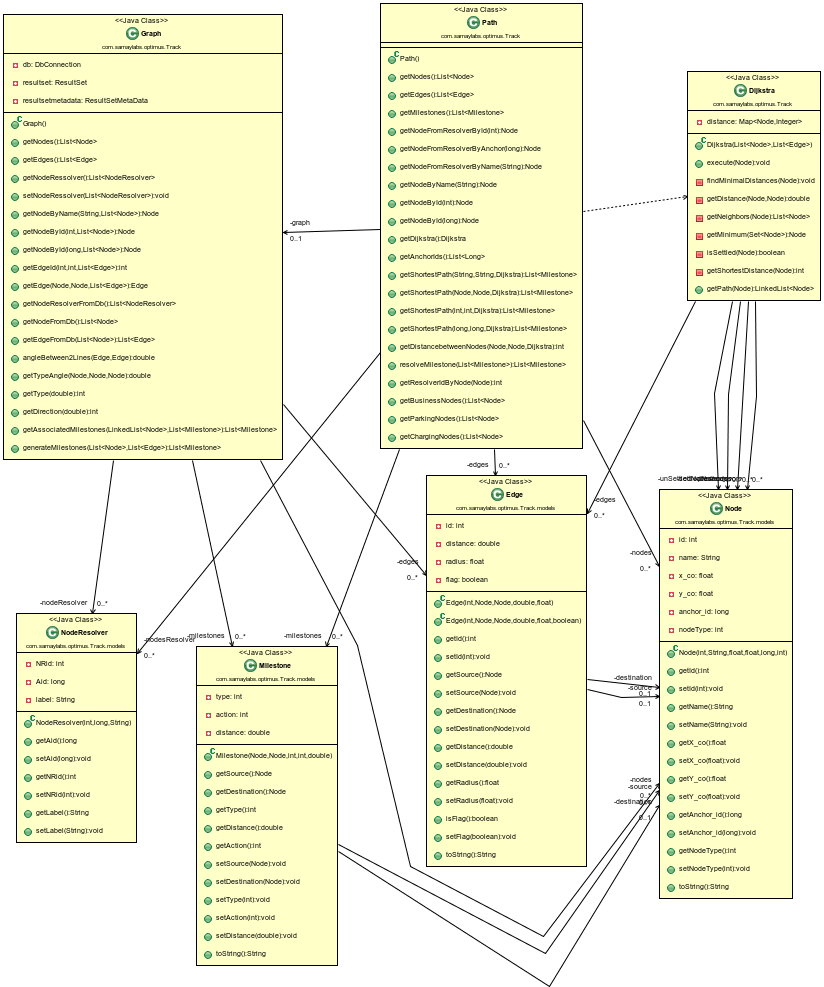 <<Java Class>>
Graph
com.samaylabs.optimus.Track
db: DbConnection
resultset: ResultSet
resultsetmetadata: ResultSetMetaData
Graph()
getNodes():List<Node>
getEdges():List<Edge>
getNodeRessolver():List<NodeResolver>
setNodeRessolver(List<NodeResolver>):void
getNodeByName(String,List<Node>):Node
getNodeById(int,List<Node>):Node
getNodeById(long,List<Node>):Node
getEdgeId(int,int,List<Edge>):int
getEdge(Node,Node,List<Edge>):Edge
getNodeResolverFromDb():List<NodeResolver>
getNodeFromDb():List<Node>
getEdgeFromDb(List<Node>):List<Edge>
angleBetween2Lines(Edge,Edge):double
getTypeAngle(Node,Node,Node):double
getType(double):int
getDirection(double):int
getAssociatedMilestones(LinkedList<Node>,List<Milestone>):List<Milestone>
generateMilestones(List<Node>,List<Edge>):List<Milestone>
<<Java Class>>
Path
com.samaylabs.optimus.Track
Path()
getNodes():List<Node>
getEdges():List<Edge>
getMilestones():List<Milestone>
getNodeFromResolverById(int):Node
getNodeFromResolverByAnchor(long):Node
getNodeFromResolverByName(String):Node
getNodeByName(String):Node
getNodeById(int):Node
getNodeById(long):Node
getDijkstra():Dijkstra
getAnchorIds():List<Long>
getShortestPath(String,String,Dijkstra):List<Milestone>
getShortestPath(Node,Node,Dijkstra):List<Milestone>
getShortestPath(int,int,Dijkstra):List<Milestone>
getShortestPath(long,long,Dijkstra):List<Milestone>
getDistancebetweenNodes(Node,Node,Dijkstra):int
resolveMilestone(List<Milestone>):List<Milestone>
getResolverIdByNode(Node):int
getBusinessNodes():List<Node>
getParkingNodes():List<Node>
getChargingNodes():List<Node>
<<Java Class>>
Dijkstra
com.samaylabs.optimus.Track
distance: Map<Node,Integer>
Dijkstra(List<Node>,List<Edge>)
execute(Node):void
findMinimalDistances(Node):void
getDistance(Node,Node):double
getNeighbors(Node):List<Node>
getMinimum(Set<Node>):Node
isSettled(Node):boolean
getShortestDistance(Node):int
getPath(Node):LinkedList<Node>
-graph
0..1
-edges
0..*
-edges
0..*
-edges
0..*
-nodes
0..*
-nodeResolver
0..*
-nodesResolver
0..*
-milestones
0..*
-milestones
0..*
<<Java Class>>
NodeResolver
com.samaylabs.optimus.Track.models
NRid: int
Aid: long
label: String
NodeResolver(int,long,String)
getAid():long
setAid(long):void
getNRid():int
setNRid(int):void
getLabel():String
setLabel(String):void
<<Java Class>>
Milestone
com.samaylabs.optimus.Track.models
type: int
action: int
distance: double
Milestone(Node,Node,int,int,double)
getSource():Node
getDestination():Node
getType():int
getDistance():double
getAction():int
setSource(Node):void
setDestination(Node):void
setType(int):void
setAction(int):void
setDistance(double):void
toString():String
<<Java Class>>
Edge
com.samaylabs.optimus.Track.models
id: int
distance: double
radius: float
flag: boolean
Edge(int,Node,Node,double,float)
Edge(int,Node,Node,double,float,boolean)
getId():int
setId(int):void
getSource():Node
setSource(Node):void
getDestination():Node
setDestination(Node):void
getDistance():double
setDistance(double):void
getRadius():float
setRadius(float):void
isFlag():boolean
setFlag(boolean):void
toString():String
-destination
-source
0..1
0..1
-nodes
-source
0..*
-destination
0..1
<<Java Class>>
Node
com.samaylabs.optimus.Track.models
id: int
name: String
x_co: float
y_co: float
anchor_id: long
nodeType: int
Node(int,String,float,float,long,int)
getId():int
setId(int):void
getName():String
setName(String):void
getX_co():float
setX_co(float):void
getY_co():float
setY_co(float):void
getAnchor_id():long
setAnchor_id(long):void
getNodeType():int
setNodeType(int):void
toString():String